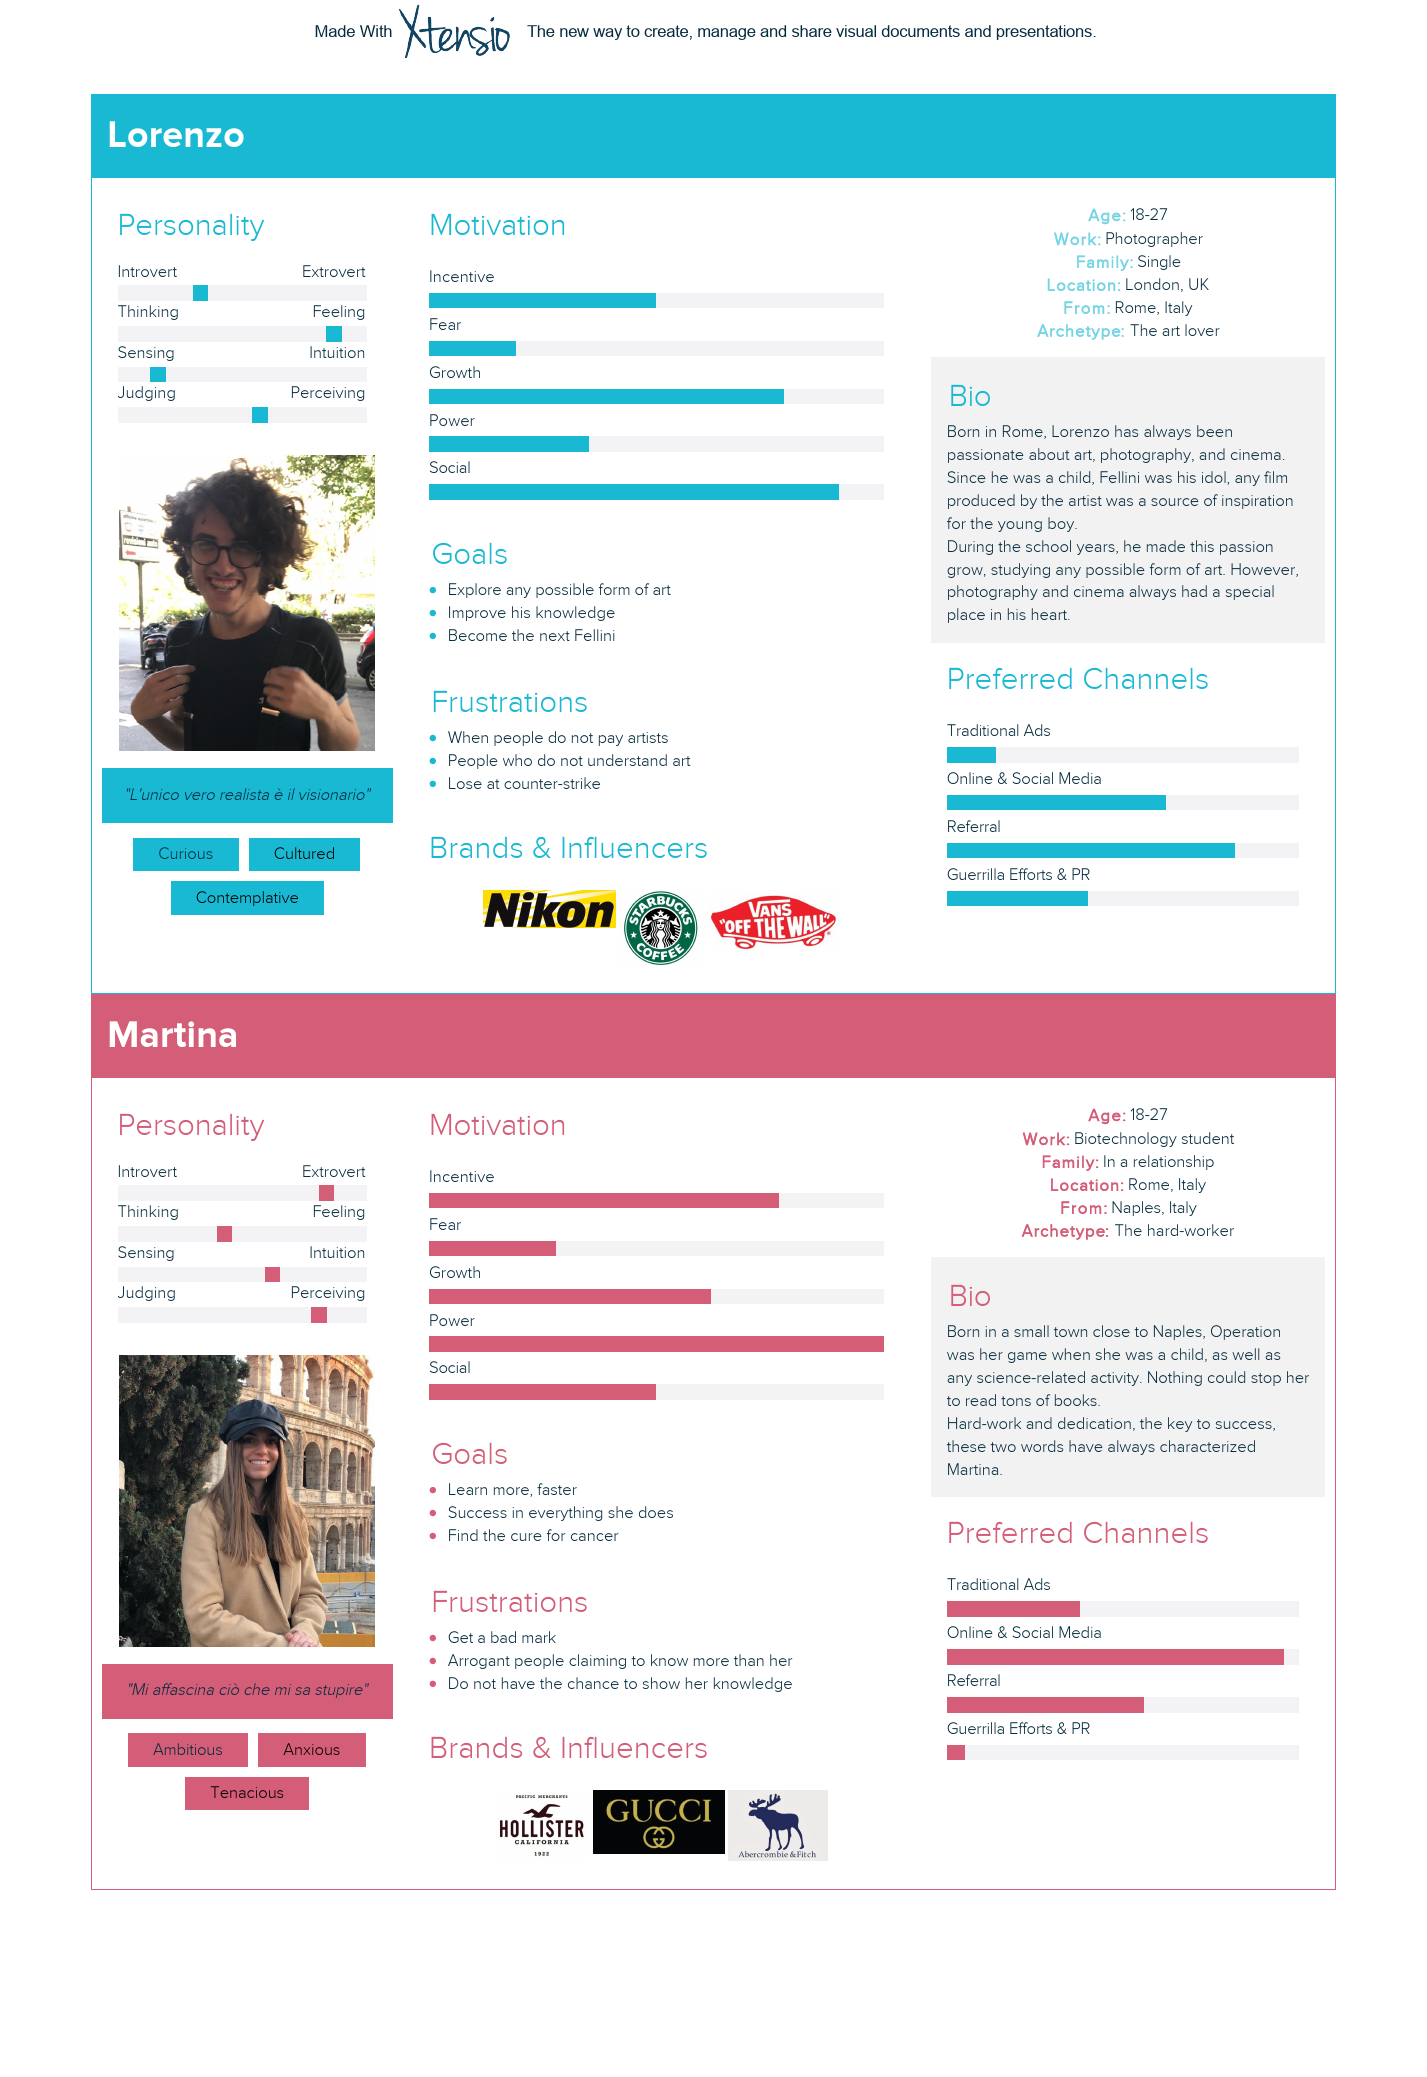 Made With Xtensio The new way to create, manage and share visual documents and presentations.
Lorenzo
Personality
Introvert Extrovert
Thinking Feeling
Sensing Intuition
Judging Perceiving
"L'unico vero realista è il visionario"
Curious Cultured
Contemplative
Motivation
Incentive
Fear
Growth
Power
Social
Goals
Explore any possible form of art
Improve his knowledge
Become the next Fellini
Frustrations
When people do not pay artists
People who do not understand art
Lose at counter-strike
Brands & Influencers
Nikon
STARBUCKS
COFFEE
VANS
"OFF THE WALL"
Age: 18-27
Work: Photographer
Family: Single
Location: London, UK
From: Rome, Italy
Archetype: The art lover
Bio
Born in Rome, Lorenzo has always been
passionate about art, photography, and cinema.
Since he was a child, Fellini was his idol, any film
produced by the artist was a source of inspiration
for the young boy.
During the school years, he made this passion
grow, studying any possible form of art. However,
photography and cinema always had a special
place in his heart.
Preferred Channels
Traditional Ads
Online & Social Media
Referral
Guerrilla Efforts & PR
Martina
Personality
Introvert Extrovert
Thinking Feeling
Sensing Intuition
Judging Perceiving
"Mi affascina ciò che mi sa stupire"
Ambitious Anxious
Tenacious
Motivation
Incentive
Fear
Growth
Power
Social
Goals
Learn more, faster
Success in everything she does
Find the cure for cancer
Frustrations
Get a bad mark
Arrogant people claiming to know more than her
Do not have the chance to show her knowledge
Brands & Influencers
PACIFIC MERCHANTS
HOLLISTER
CALIFORNIA
1922
GUCCI
Abercrombie & Fitch
Age: 18-27
Work: Biotechnology student
Family: In a relationship
Location: Rome, Italy
From: Naples, Italy
Archetype: The hard-worker
Bio
Born in a small town close to Naples, Operation
was her game when she was a child, as well as
any science-related activity. Nothing could stop her
to read tons of books.
Hard-work and dedication, the key to success,
these two words have always characterized
Martina.
Preferred Channels
Traditional Ads
Online & Social Media
Referral
Guerrilla Efforts & PR